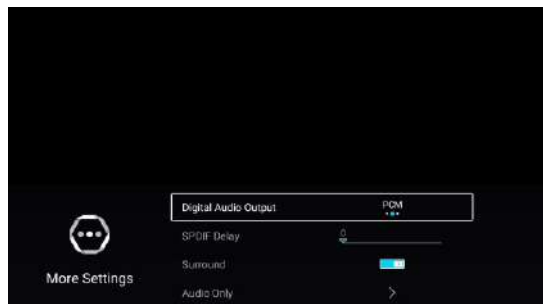 Digital Audio Output PCM
SPDIF Delay 0
Surround
More Settings
Audio Only